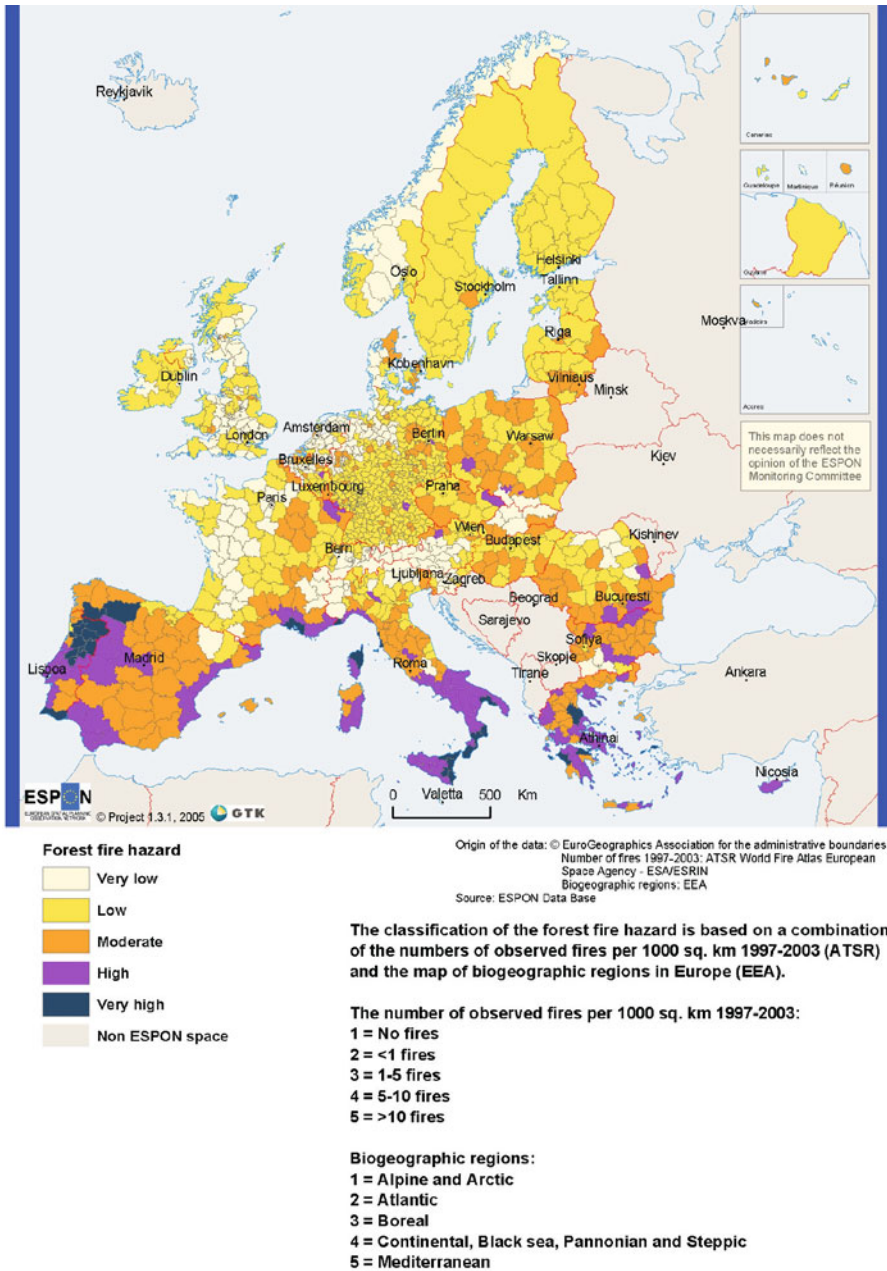 Reykjavik
Canarias
Guadeloupe
Martinique
Réunion
Guyane
Madeira
Acores
Oslo
Helsinki
Tallinn
Stockholm
Moskva
Riga
Dublin
Kobenhavn
Vilniaus
Minsk
London
Amsterdam
Berlin
Warsaw
Bruxelles
Kiev
This map does not
necessarily reflect the
opinion of the ESPON
Monitoring Committee
Luxembourg
Praha
Paris
Wien
Kishinev
Bern
Budapest
Ljubljana
Zagreb
Beograd
Bucuresti
Sarajevo
Sofiya
Madrid
Roma
Skopje
Lisboa
Tirane
Ankara
Athinai
Nicosia
ESPON
EUROPEAN SPATIAL PLANNING
OBSERVATION NETWORK
© Project 1.3.1, 2005
GTK
0 500 Km
Valetta
Forest fire hazard
Very low
Low
Moderate
High
Very high
Non ESPON space
Origin of the data: © EuroGeographics Association for the administrative boundaries
Number of fires 1997-2003: ATSR World Fire Atlas European
Space Agency - ESA/ESRIN
Biogeographic regions: EEA
Source: ESPON Data Base
The classification of the forest fire hazard is based on a combination
of the numbers of observed fires per 1000 sq. km 1997-2003 (ATSR)
and the map of biogeographic regions in Europe (EEA).
The number of observed fires per 1000 sq. km 1997-2003:
1 = No fires
2 = <1 fires
3 = 1-5 fires
4 = 5-10 fires
5 = >10 fires
Biogeographic regions:
1 = Alpine and Arctic
2 = Atlantic
3 = Boreal
4 = Continental, Black sea, Pannonian and Steppic
5 = Mediterranean